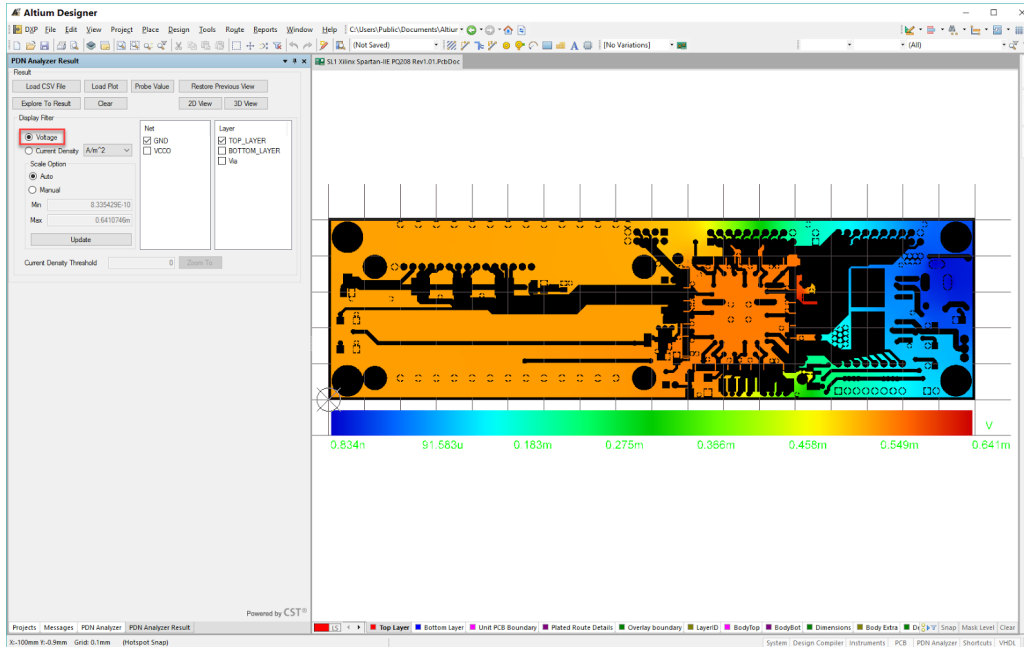 Altium Designer
DXP File Edit View Project Place Design Tools Route Reports Window Help C:\Users\Public\Documents\Altiur
(Not Saved) [No Variations] (All)
PDN Analyzer Result
SL1 Xilinx Spartan-IIE PQ208 Rev1.01.PcbDoc
Result
Load CSV File Load Plot Probe Value Restore Previous View
Explore To Result Clear 2D View 3D View
Display Filter
Voltage
Current Density A/m^2
Scale Option
Auto
Manual
Min 8.335429E-10
Max 0.6410746m
Update
Net
GND
VCCO
Layer
TOP_LAYER
BOTTOM_LAYER
Via
Current Density Threshold 0 Zoom To
V
0.834n 91.583u 0.183m 0.275m 0.366m 0.458m 0.549m 0.641m
Powered by CST®
Projects Messages PDN Analyzer PDN Analyzer Result
LS Top Layer Bottom Layer Unit PCB Boundary Plated Route Details Overlay boundary LayerID BodyTop BodyBot Dimensions Body Extra Snap Mask Level Clear
X:-100mm Y:-0.9mm Grid: 0.1mm (Hotspot Snap)
System Design Compiler Instruments PCB PDN Analyzer Shortcuts VHDL